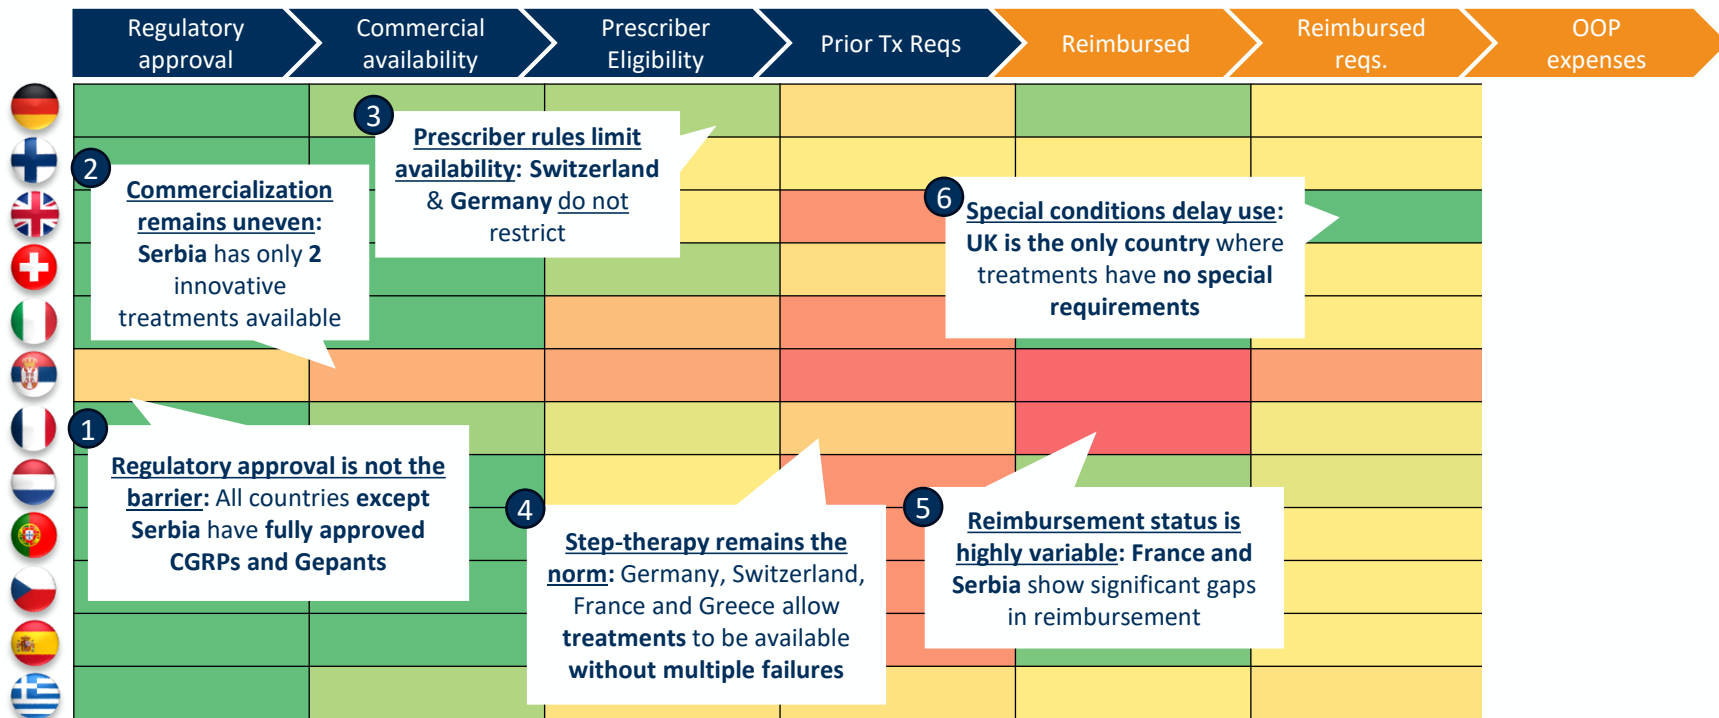 Regulatory
approval
Commercial
availability
Prescriber
Eligibility
Prior Tx Reqs
Reimbursed
Reimbursed
reqs.
OOP
expenses
3
Prescriber rules limit
availability: Switzerland
& Germany do not
restrict
2
Commercialization
remains uneven:
Serbia has only 2
innovative
treatments available
6
Special conditions delay use:
UK is the only country where
treatments have no special
requirements
1
Regulatory approval is not the
barrier: All countries except
Serbia have fully approved
CGRPs and Gepants
4
Step-therapy remains the
norm: Germany, Switzerland,
France and Greece allow
treatments to be available
without multiple failures
5
Reimbursement status is
highly variable: France and
Serbia show significant gaps
in reimbursement